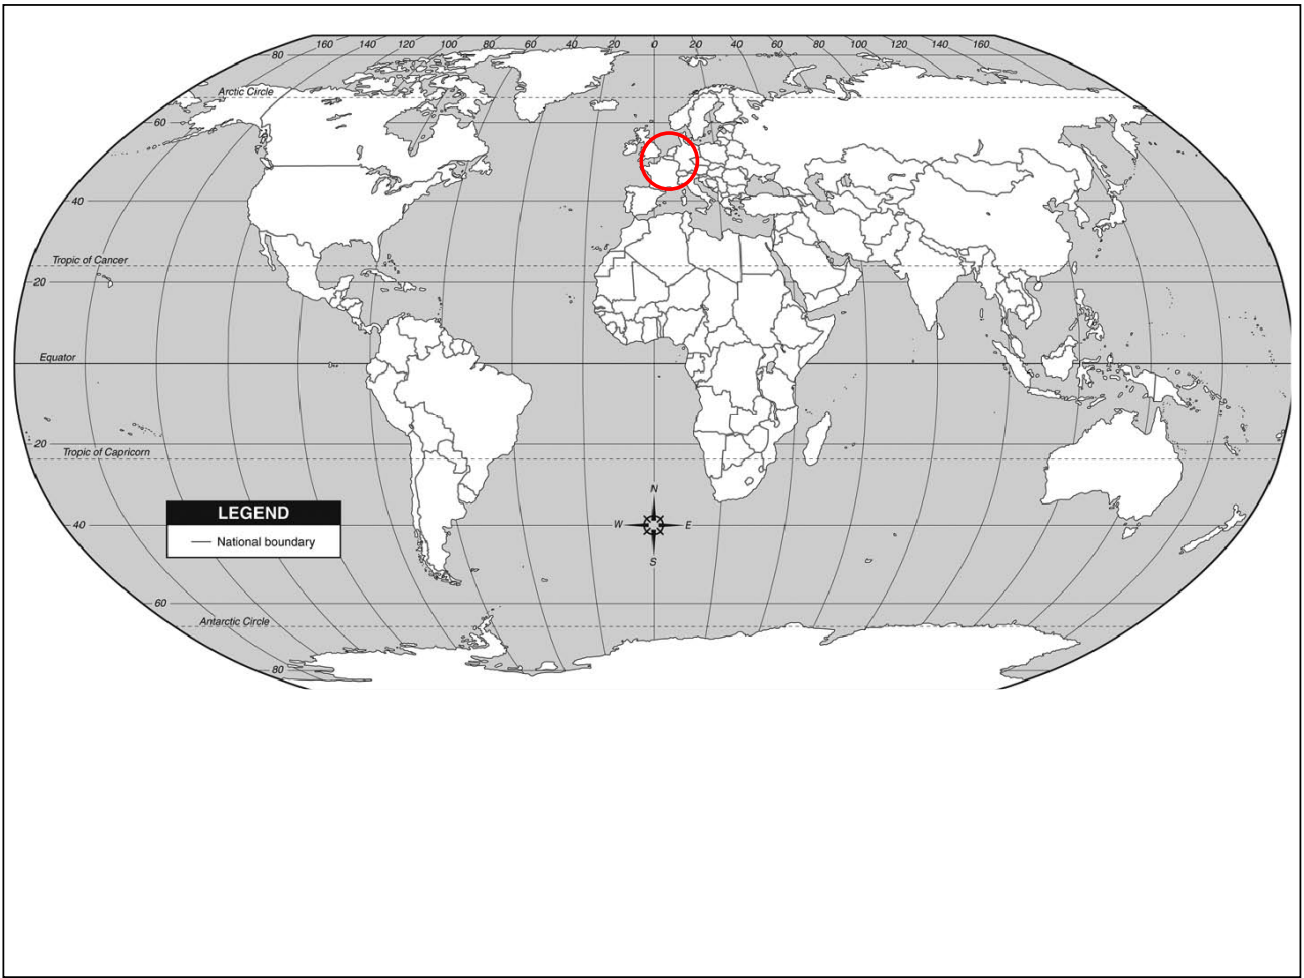 160 140 120 100 80 60 40 20 0 20 40 60 80 100 120 140 160
80
Arctic Circle
60
40
Tropic of Cancer
20
Equator
20
Tropic of Capricorn
N
W E
S
LEGEND
National boundary
40
60
Antarctic Circle
80